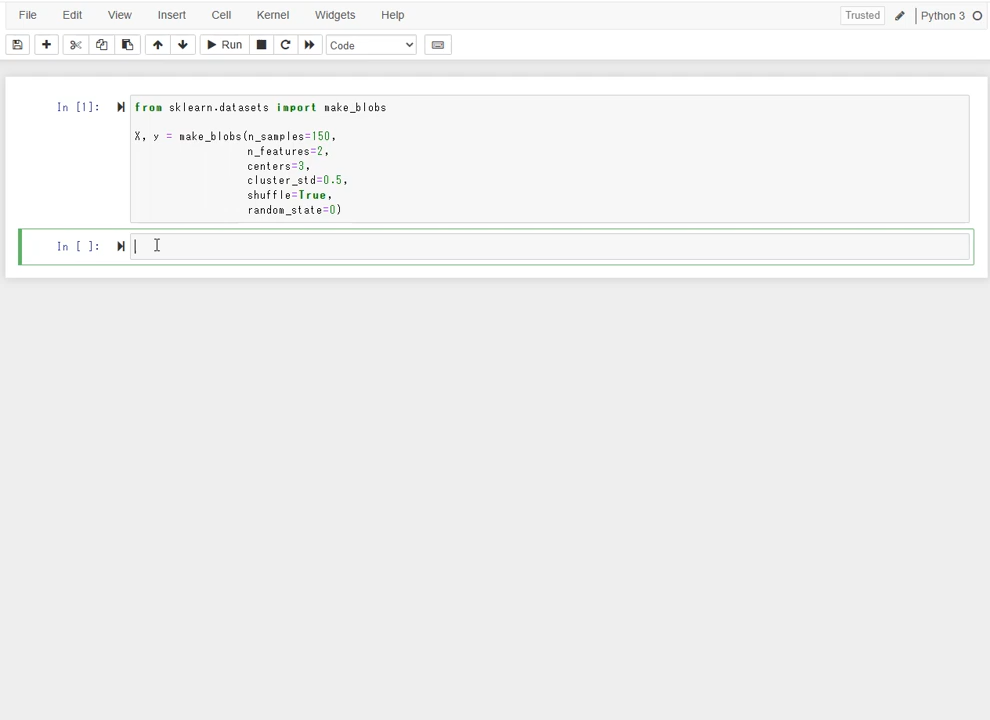 File Edit View Insert Cell Kernel Widgets Help Trusted Python 3
Run Code
In [1]: from sklearn.datasets import make_blobs
X, y = make_blobs(n_samples=150,
n_features=2,
centers=3,
cluster_std=0.5,
shuffle=True,
random_state=0)
In [ ]: